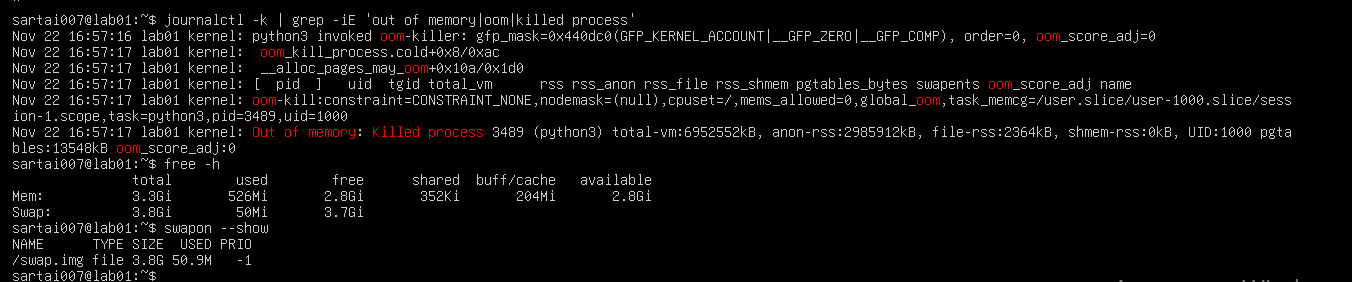 sartai007@lab01:~$ journalctl -k | grep -iE 'out of memory|oom|killed process'
Nov 22 16:57:16 lab01 kernel: python3 invoked oom-killer: gfp_mask=0x440dc0(GFP_KERNEL_ACCOUNT|__GFP_ZERO|__GFP_COMP), order=0, oom_score_adj=0
Nov 22 16:57:17 lab01 kernel:  oom_kill_process.cold+0x8/0xac
Nov 22 16:57:17 lab01 kernel:  __alloc_pages_may_oom+0x10a/0x1d0
Nov 22 16:57:17 lab01 kernel: [  pid  ]   uid  tgid total_vm      rss rss_anon rss_file rss_shmem pgtables_bytes swapents oom_score_adj name
Nov 22 16:57:17 lab01 kernel: oom-kill:constraint=CONSTRAINT_NONE,nodemask=(null),cpuset=/,mems_allowed=0,global_oom,task_memcg=/user.slice/user-1000.slice/sess
ion-1.scope,task=python3,pid=3489,uid=1000
Nov 22 16:57:17 lab01 kernel: Out of memory: Killed process 3489 (python3) total-vm:6952552kB, anon-rss:2985912kB, file-rss:2364kB, shmem-rss:0kB, UID:1000 pgta
bles:13548kB oom_score_adj:0
sartai007@lab01:~$ free -h
               total        used        free      shared  buff/cache   available
Mem:           3.3Gi       526Mi       2.8Gi       352Ki       204Mi       2.8Gi
Swap:          3.8Gi        50Mi       3.7Gi
sartai007@lab01:~$ swapon --show
NAME      TYPE SIZE  USED PRIO
/swap.img file 3.8G 50.9M   -1
sartai007@lab01:~$